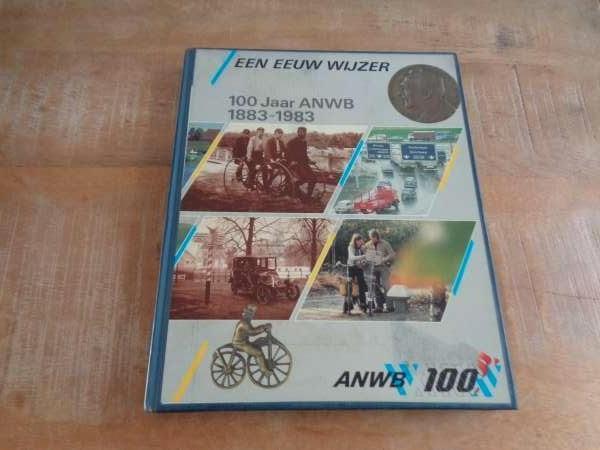 EEN EEUW WIJZER
100 Jaar ANWB
1883-1983
ANWB 100